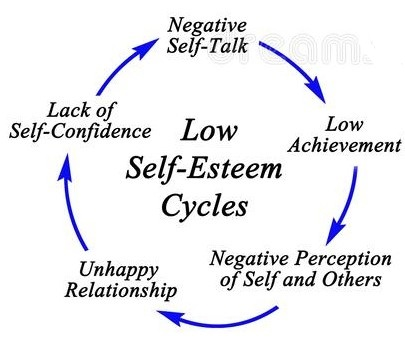 Negative
Self-Talk
Low
Achievement
Negative Perception
of Self and Others
Unhappy
Relationship
Lack of
Self-Confidence
Low
Self-Esteem
Cycles